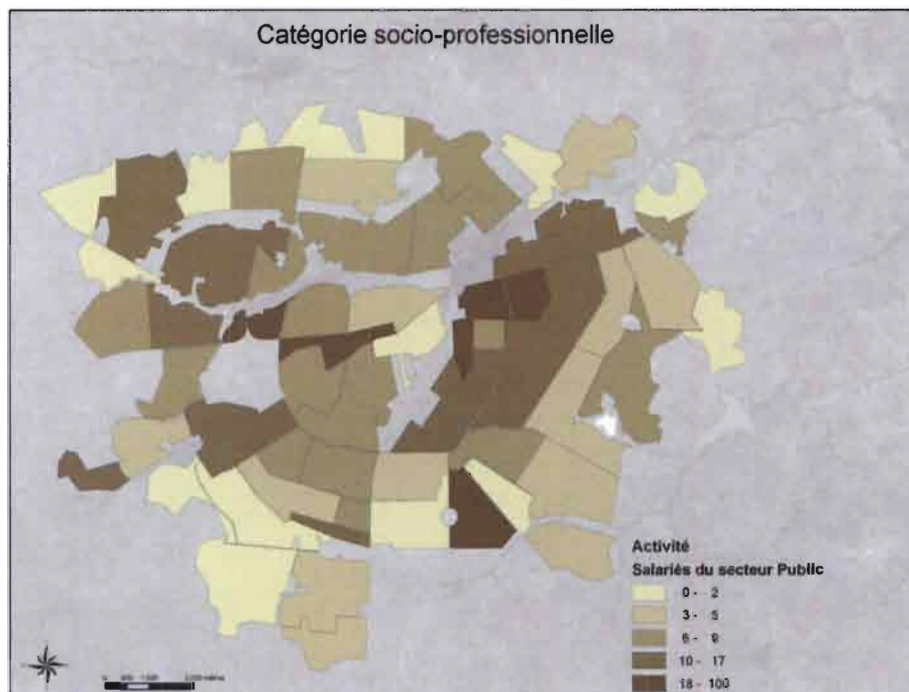 Catégorie socio-professionnelle
Activité
Salariés du secteur Public
0 - 2
3 - 5
6 - 9
10 - 17
18 - 100